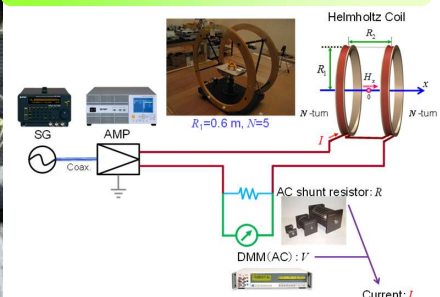 Helmholtz Coil
R₂
R₁
Hₓ
x
0
N-turn
N-turn
I
R₁=0.6 m, N=5
SG
AMP
Coax.
AC shunt resistor: R
DMM(AC) : V
Current: I